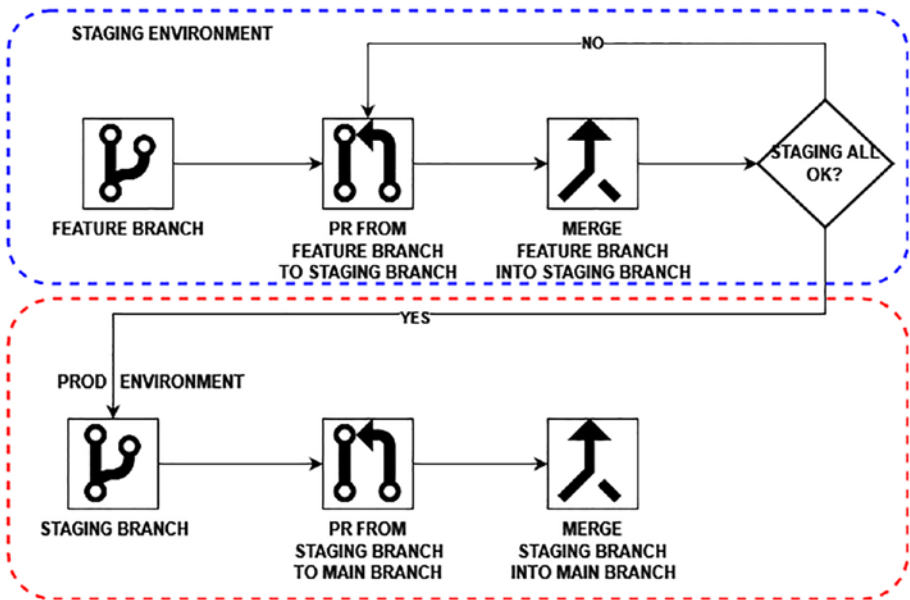 STAGING ENVIRONMENT
NO
STAGING ALL
OK?
FEATURE BRANCH
PR FROM
FEATURE BRANCH
TO STAGING BRANCH
MERGE
FEATURE BRANCH
INTO STAGING BRANCH
YES
PROD ENVIRONMENT
STAGING BRANCH
PR FROM
STAGING BRANCH
TO MAIN BRANCH
MERGE
STAGING BRANCH
INTO MAIN BRANCH